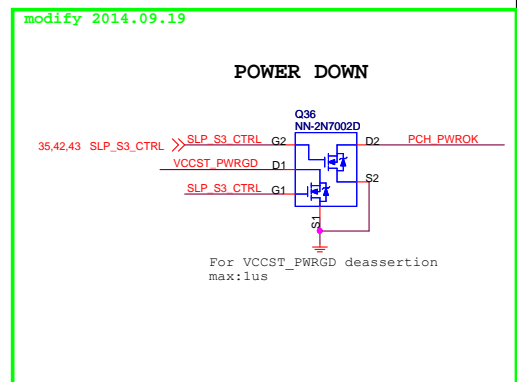 modify 2014.09.19
POWER DOWN
Q36
NN-2N7002D
35,42,43 SLP_S3_CTRL SLP_S3_CTRL G2 D2 PCH_PWROK
VCCST_PWRGD D1 S2
SLP_S3_CTRL G1
S1
For VCCST_PWRGD deassertion
max:1us